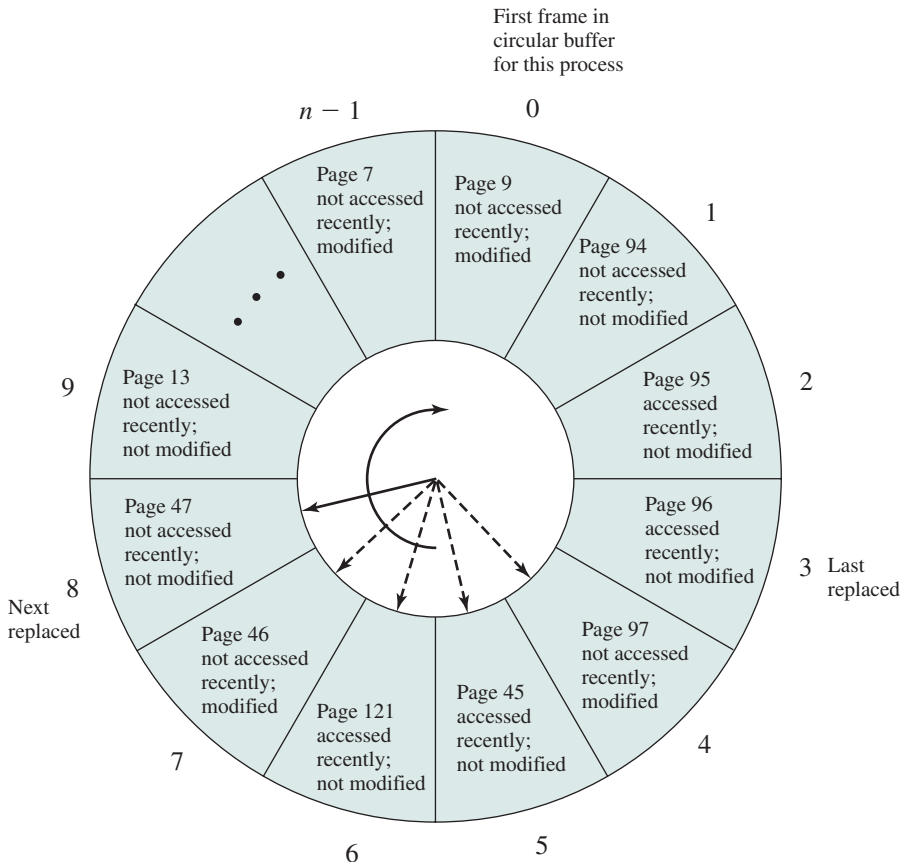 First frame in
circular buffer
for this process
n − 1
0
Page 7
not accessed
recently;
modified
Page 9
not accessed
recently;
modified
1
Page 94
not accessed
recently;
not modified
2
Page 95
accessed
recently;
not modified
3
Last
replaced
Page 96
accessed
recently;
not modified
4
Page 97
not accessed
recently;
modified
5
Page 45
accessed
recently;
not modified
6
Page 121
accessed
recently;
not modified
7
Page 46
not accessed
recently;
modified
8
Next
replaced
Page 47
not accessed
recently;
not modified
9
Page 13
not accessed
recently;
not modified